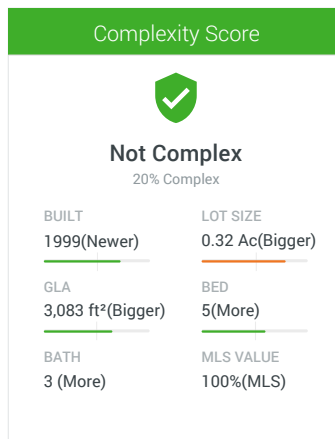 Complexity Score
Not Complex
20% Complex
BUILT LOT SIZE
1999(Newer) 0.32 Ac(Bigger)
GLA BED
3,083 ft²(Bigger) 5(More)
BATH MLS VALUE
3 (More) 100%(MLS)